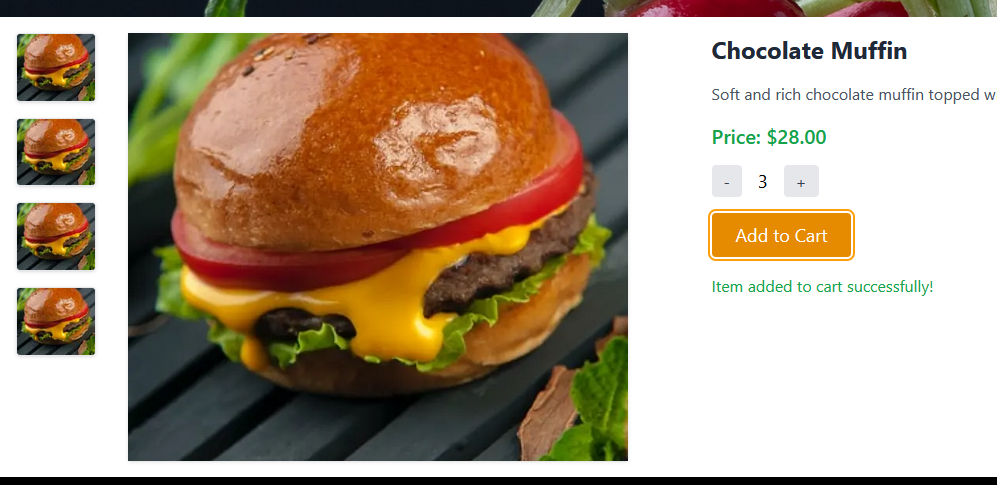 Chocolate Muffin
Soft and rich chocolate muffin topped w
Price: $28.00
- 3 +
Add to Cart
Item added to cart successfully!